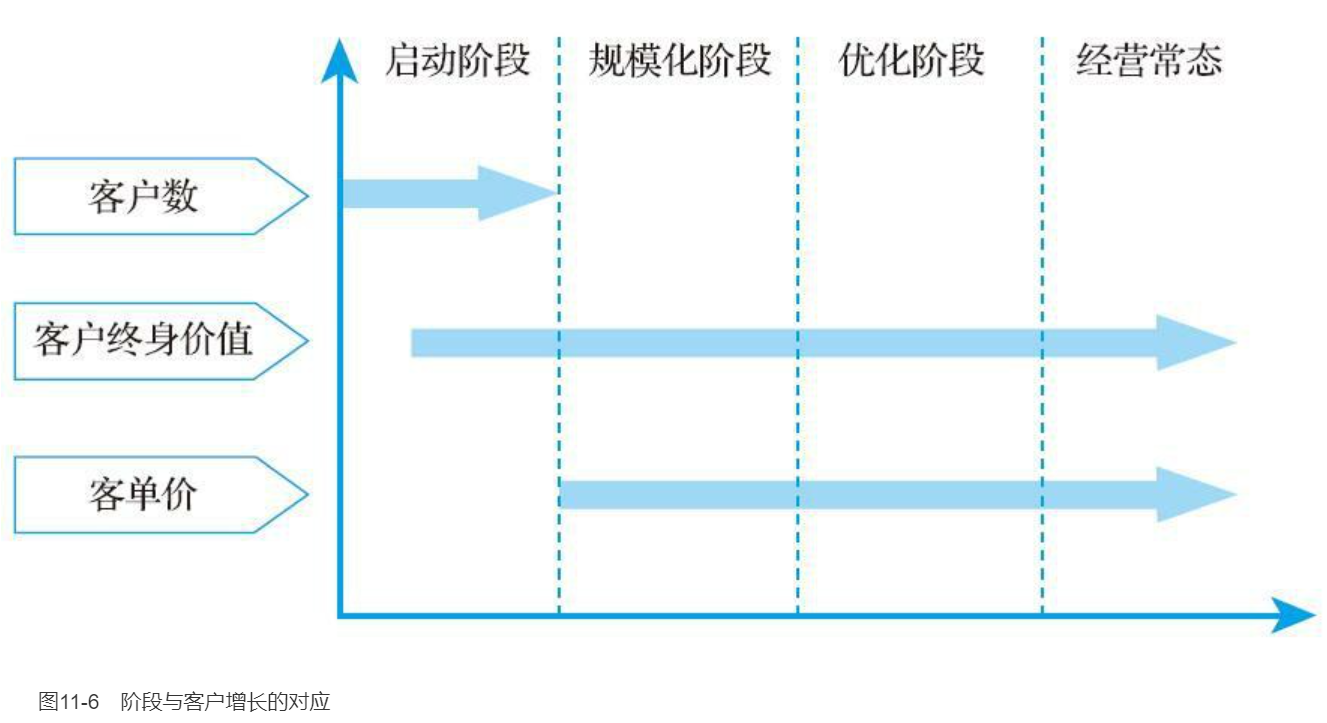 启动阶段 规模化阶段 优化阶段 经营常态
客户数
客户终身价值
客单价
图11-6 阶段与客户增长的对应